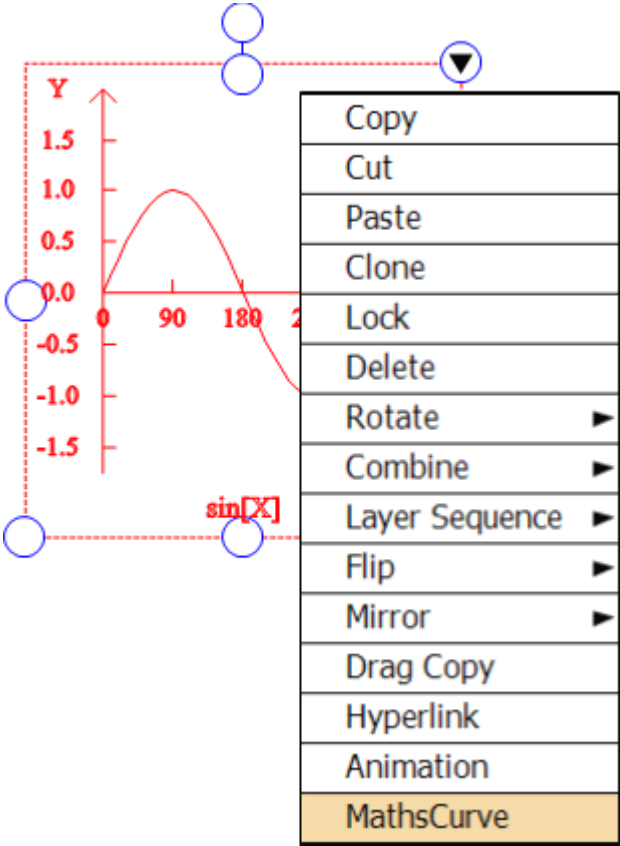 Y
1.5
1.0
0.5
0.0
0 90 180 2
-0.5
-1.0
-1.5
sin[X]
Copy
Cut
Paste
Clone
Lock
Delete
Rotate
Combine
Layer Sequence
Flip
Mirror
Drag Copy
Hyperlink
Animation
MathsCurve